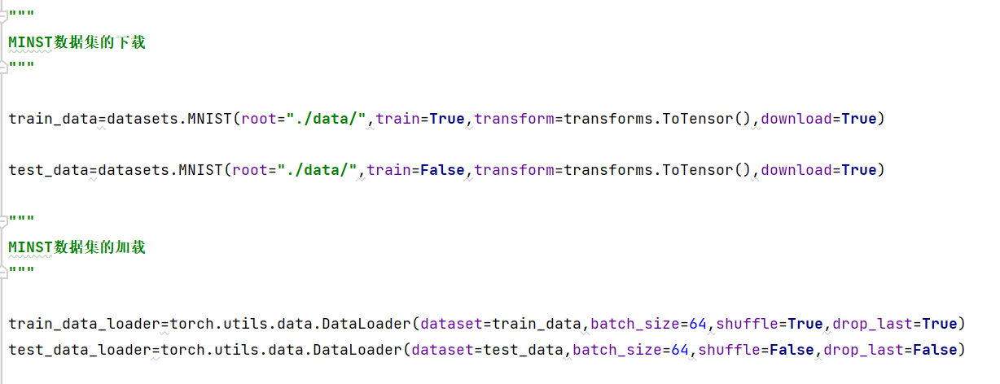 """
MINST数据集的下载
"""
train_data=datasets.MNIST(root="./data/",train=True,transform=transforms.ToTensor(),download=True)
test_data=datasets.MNIST(root="./data/",train=False,transform=transforms.ToTensor(),download=True)
"""
MINST数据集的加载
"""
train_data_loader=torch.utils.data.DataLoader(dataset=train_data,batch_size=64,shuffle=True,drop_last=True)
test_data_loader=torch.utils.data.DataLoader(dataset=test_data,batch_size=64,shuffle=False,drop_last=False)